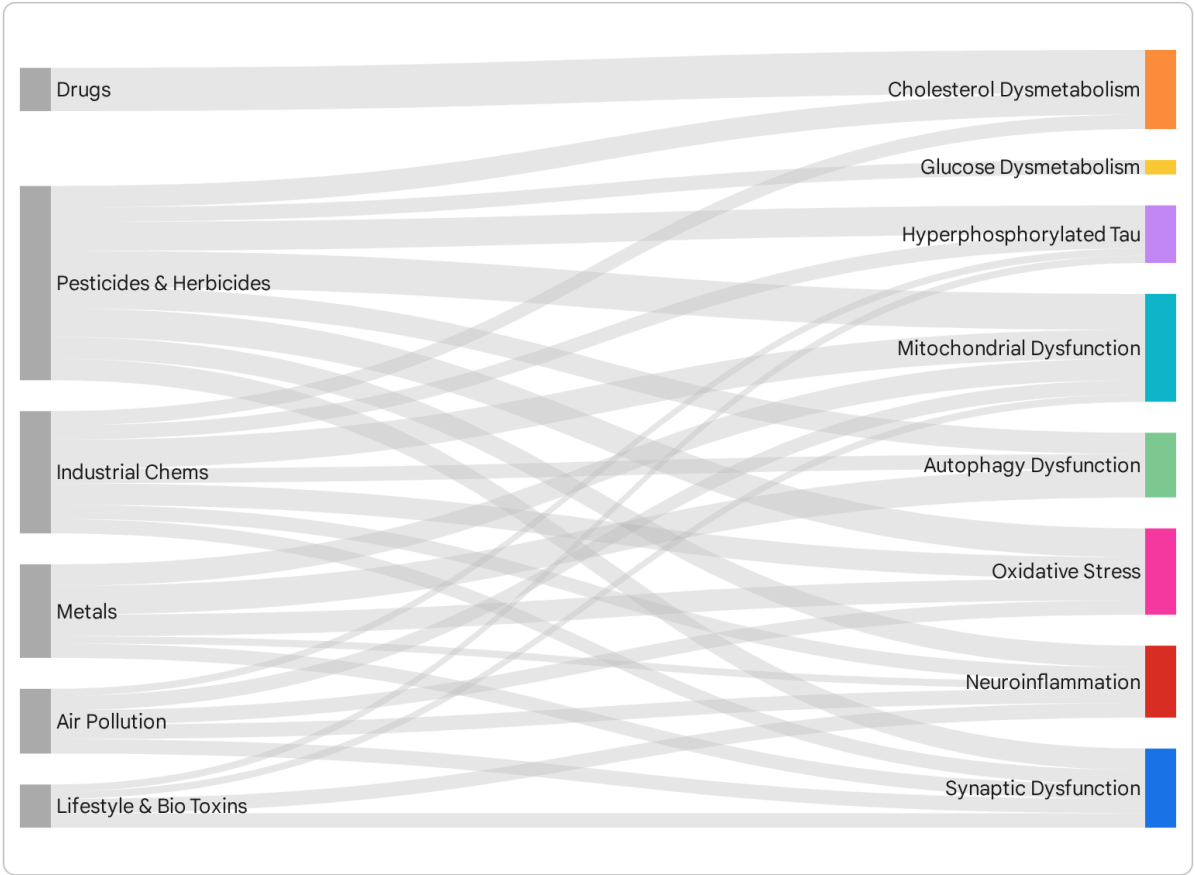 Drugs
Pesticides & Herbicides
Industrial Chems
Metals
Air Pollution
Lifestyle & Bio Toxins
Cholesterol Dysmetabolism
Glucose Dysmetabolism
Hyperphosphorylated Tau
Mitochondrial Dysfunction
Autophagy Dysfunction
Oxidative Stress
Neuroinflammation
Synaptic Dysfunction